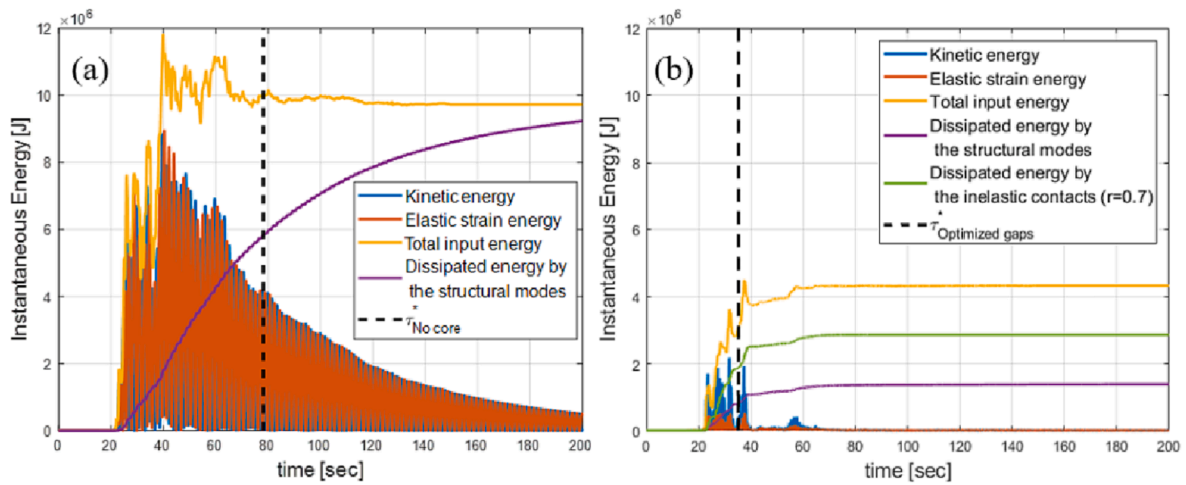 ×10⁶
(a)
12
10
8
6
4
2
0
Instantaneous Energy [J]
0 20 40 60 80 100 120 140 160 180 200
time [sec]
Kinetic energy
Elastic strain energy
Total input energy
Dissipated energy by
the structural modes
τ*No core
×10⁶
(b)
12
10
8
6
4
2
0
Instantaneous Energy [J]
0 20 40 60 80 100 120 140 160 180 200
time [sec]
Kinetic energy
Elastic strain energy
Total input energy
Dissipated energy by
the structural modes
Dissipated energy by
the inelastic contacts (r=0.7)
τ*Optimized gaps